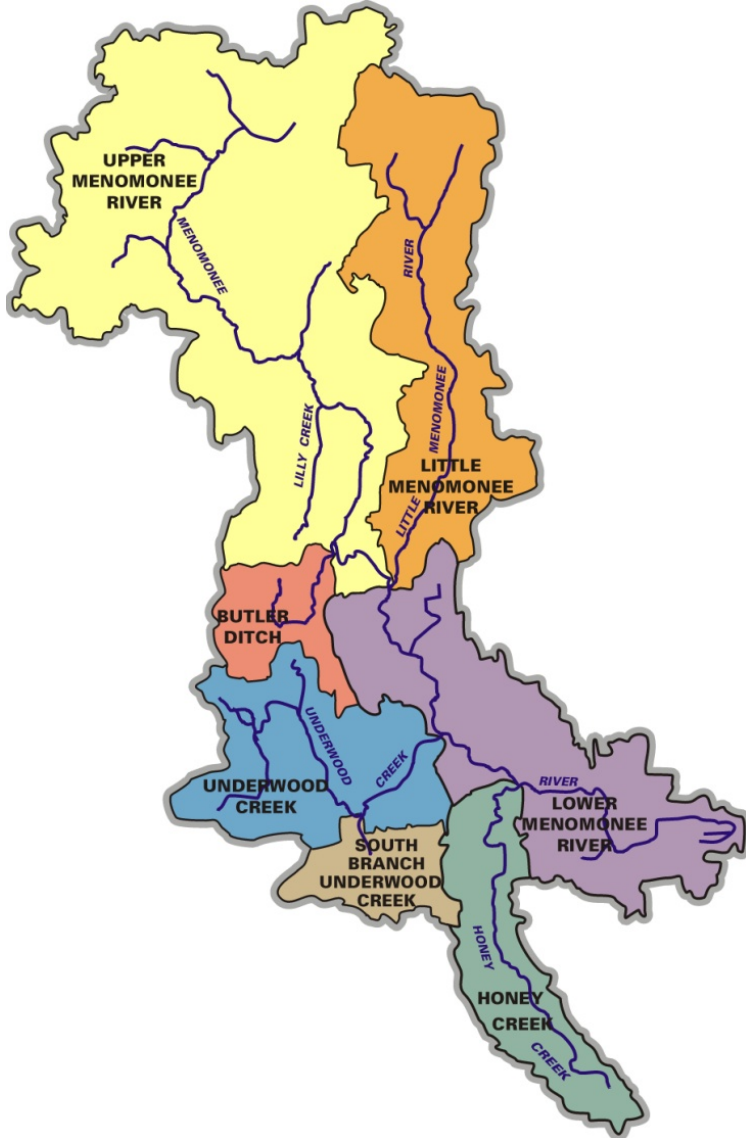 UPPER
MENOMONEE
RIVER
MENOMONEE
RIVER
MENOMONEE
LITTLE
LILLY CREEK
LITTLE
MENOMONEE
RIVER
BUTLER
DITCH
UNDERWOOD
CREEK
UNDERWOOD
CREEK
RIVER
LOWER
MENOMONEE
RIVER
SOUTH
BRANCH
UNDERWOOD
CREEK
HONEY
CREEK
HONEY
CREEK